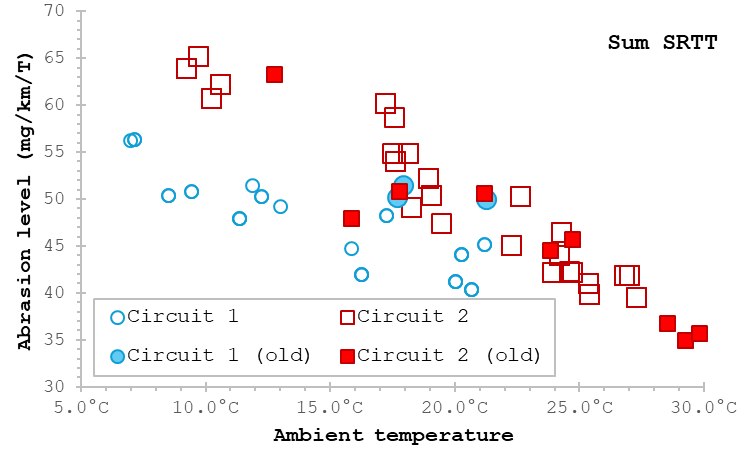 70
65
60
55
50
45
40
35
30
Abrasion level (mg/km/T)
Sum SRTT
Circuit 1
Circuit 2
Circuit 1 (old)
Circuit 2 (old)
5.0°C 10.0°C 15.0°C 20.0°C 25.0°C 30.0°C
Ambient temperature